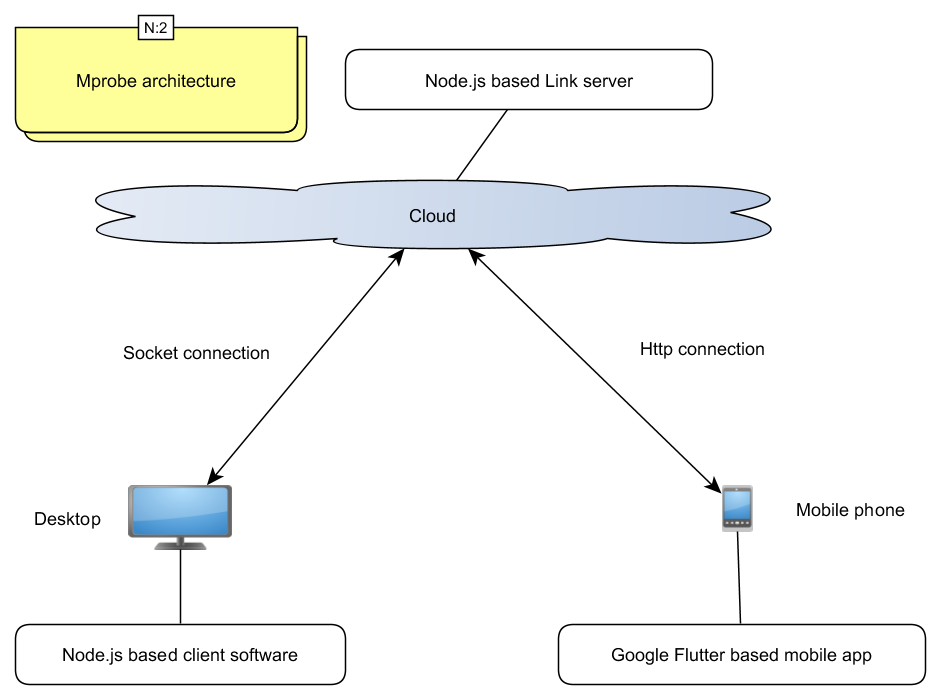 N:2
Mprobe architecture
Node.js based Link server
Cloud
Socket connection
Http connection
Desktop
Mobile phone
Node.js based client software
Google Flutter based mobile app